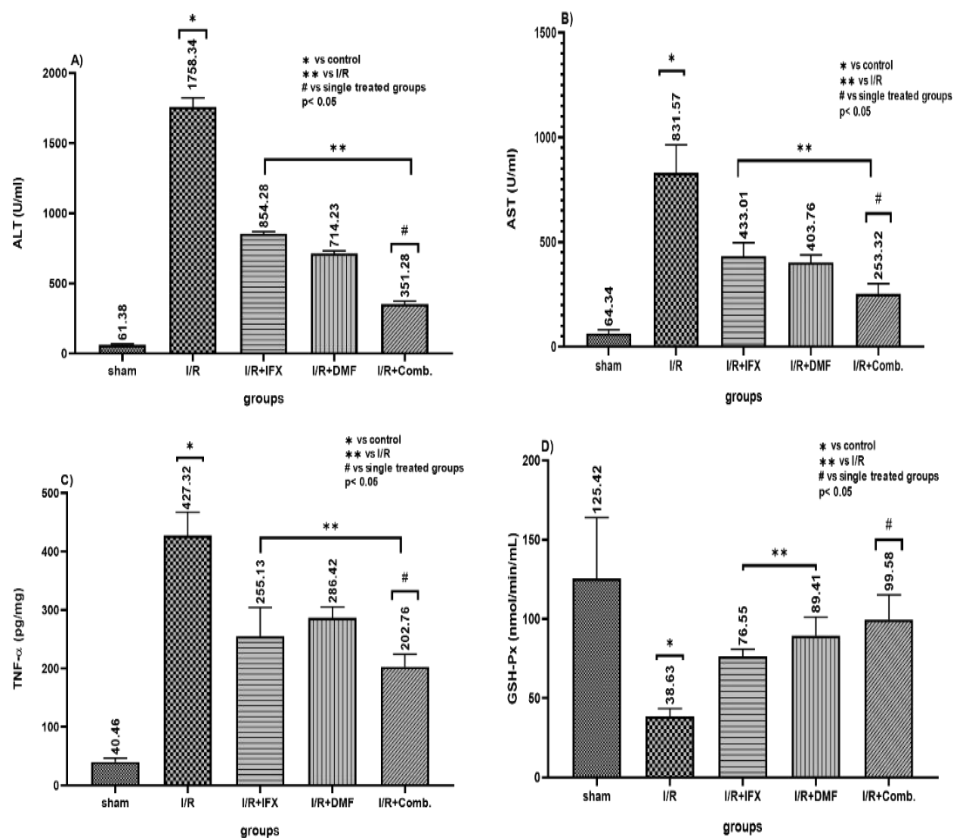 A)
*
1758.34
* vs control
** vs I/R
# vs single treated groups
p< 0.05
2000
1500
1000
500
0
ALT (U/ml)
61.38
**
854.28
714.23
#
351.28
sham
I/R
I/R+IFX
I/R+DMF
I/R+Comb.
groups
B)
*
831.57
* vs control
** vs I/R
# vs single treated groups
p< 0.05
1500
1000
500
0
AST (U/ml)
64.34
**
433.01
403.76
#
253.32
sham
I/R
I/R+IFX
I/R+DMF
I/R+Comb.
groups
C)
*
427.32
* vs control
** vs I/R
# vs single treated groups
p< 0.05
500
400
300
200
100
0
TNF-α (pg/mg)
40.46
**
255.13
286.42
#
202.76
sham
I/R
I/R+IFX
I/R+DMF
I/R+Comb.
groups
D)
125.42
* vs control
** vs I/R
# vs single treated groups
p< 0.05
200
150
100
50
0
GSH-Px (nmol/min/mL)
*
38.63
**
76.55
89.41
#
99.58
sham
I/R
I/R+IFX
I/R+DMF
I/R+Comb.
groups